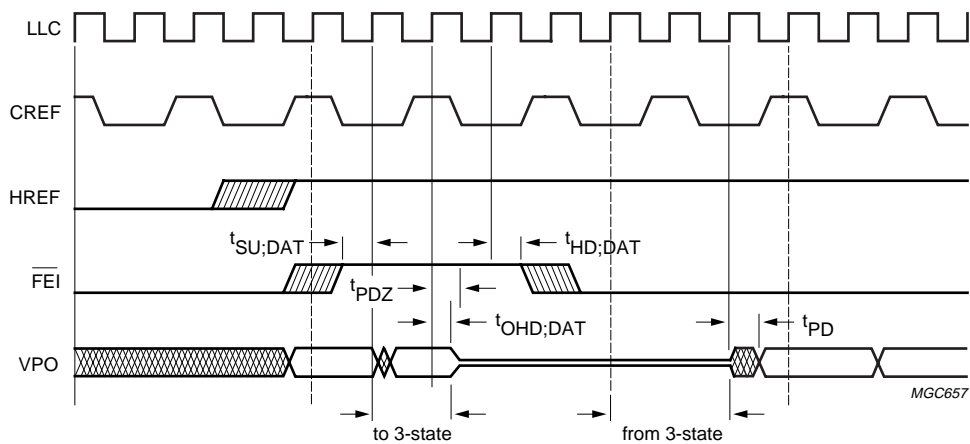 LLC
CREF
HREF
tSU;DAT
tHD;DAT
FEI
tPDZ
tOHD;DAT
tPD
VPO
MGC657
to 3-state
from 3-state